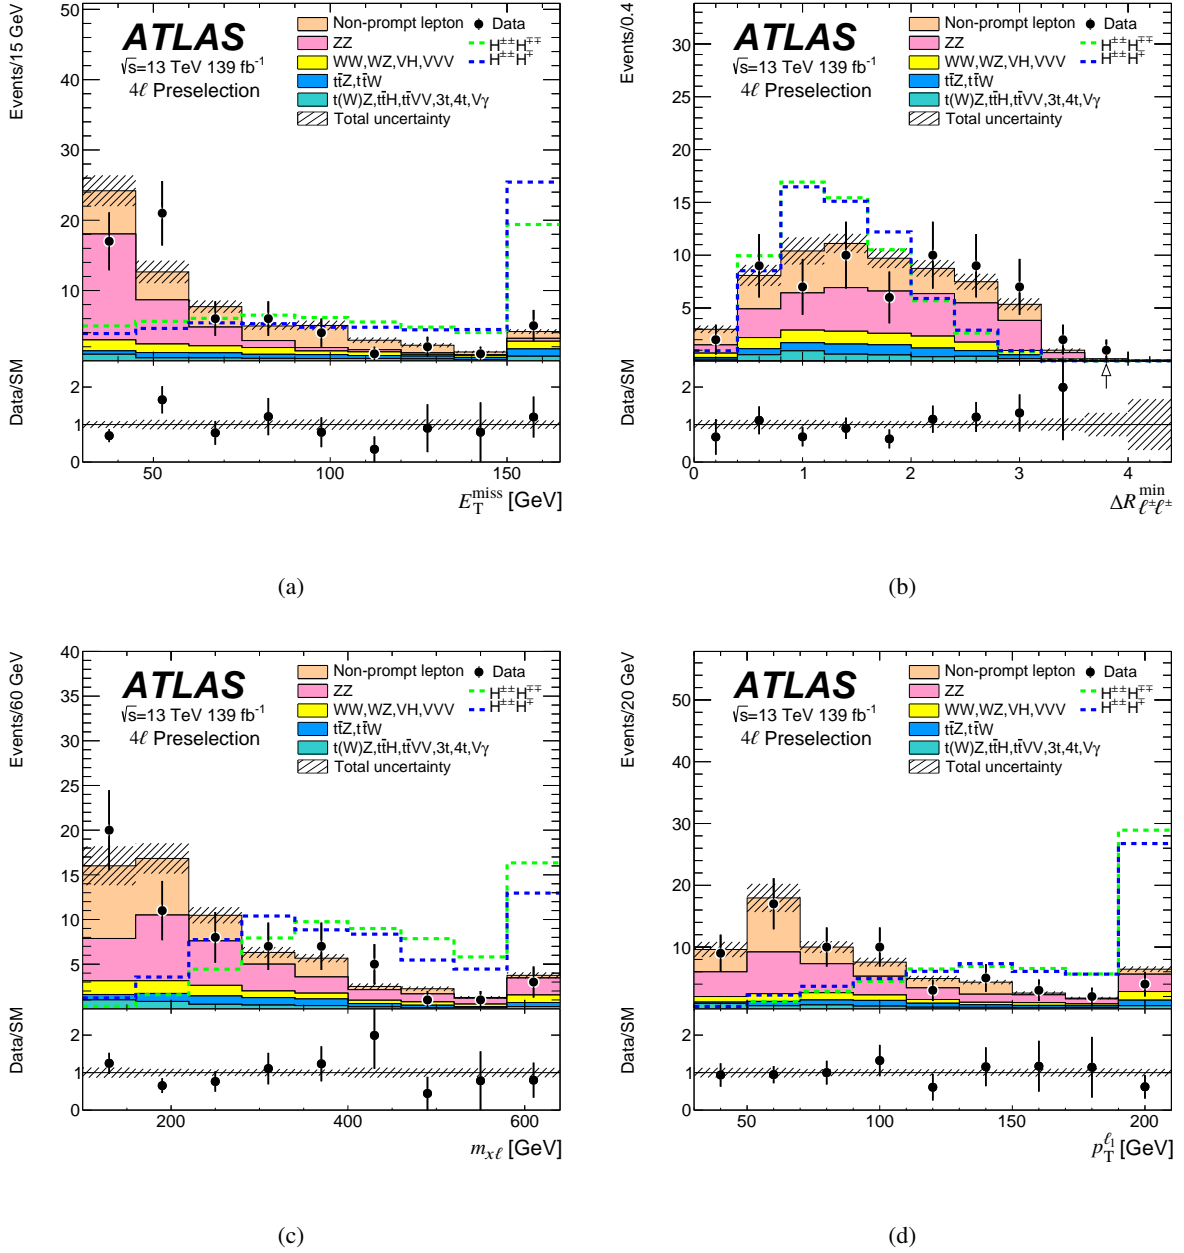 Events/15 GeV
50
40
30
20
10
ATLAS
√s=13 TeV 139 fb⁻¹
4ℓ Preselection
Non-prompt lepton
ZZ
WW,WZ,VH,VVV
tt̄Z,tt̄W
t(W)Z,tt̄H,tt̄VV,3t,4t,Vγ
Total uncertainty
Data
H±±H∓∓
H±±H∓
Data/SM
2
1
0
50
100
150
E_T^miss [GeV]
(a)
Events/0.4
30
25
20
15
10
5
ATLAS
√s=13 TeV 139 fb⁻¹
4ℓ Preselection
Non-prompt lepton
ZZ
WW,WZ,VH,VVV
tt̄Z,tt̄W
t(W)Z,tt̄H,tt̄VV,3t,4t,Vγ
Total uncertainty
Data
H±±H∓∓
H±±H∓
Data/SM
2
1
0
0
1
2
3
4
ΔR^min_ℓ±ℓ±
(b)
Events/60 GeV
40
35
30
25
20
15
10
5
0
ATLAS
√s=13 TeV 139 fb⁻¹
4ℓ Preselection
Non-prompt lepton
ZZ
WW,WZ,VH,VVV
tt̄Z,tt̄W
t(W)Z,tt̄H,tt̄VV,3t,4t,Vγ
Total uncertainty
Data
H±±H∓∓
H±±H∓
Data/SM
2
1
0
200
400
600
m_xℓ [GeV]
(c)
Events/20 GeV
50
40
30
20
10
ATLAS
√s=13 TeV 139 fb⁻¹
4ℓ Preselection
Non-prompt lepton
ZZ
WW,WZ,VH,VVV
tt̄Z,tt̄W
t(W)Z,tt̄H,tt̄VV,3t,4t,Vγ
Total uncertainty
Data
H±±H∓∓
H±±H∓
Data/SM
2
1
0
50
100
150
200
p_T^ℓ₁ [GeV]
(d)